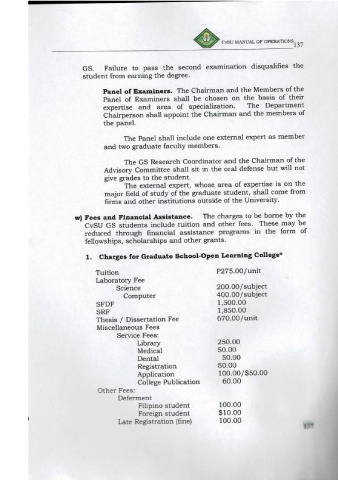 CvSU MANUAL OF OPERATIONS 137
GS. Failure to pass the second examination disqualifies the
student from earning the degree.
Panel of Examiners. The Chairman and the Members of the
Panel of Examiners shall be chosen on the basis of their
expertise and area of specialization. The Department
Chairperson shall appoint the Chairman and the members of
the panel.
The Panel shall include one external expert as member
and two graduate faculty members.
The GS Research Coordinator and the Chairman of the
Advisory Committee shall sit in the oral defense but will not
give grades to the student.
The external expert, whose area of expertise is on the
major field of study of the graduate student, shall come from
firms and other institutions outside of the University.
w) Fees and Financial Assistance. The charges to be borne by the
CvSU GS students include tuition and other fees. These may be
reduced through financial assistance programs in the form of
fellowships, scholarships and other grants.
1. Charges for Graduate School-Open Learning College*
Tuition P275.00/unit
Laboratory Fee
Science 200.00/subject
Computer 400.00/subject
SFDF 1,500.00
SRF 1,850.00
Thesis / Dissertation Fee 670.00/unit
Miscellaneous Fees
Service Fees:
Library 250.00
Medical 50.00
Dental 50.00
Registration 50.00
Application 100.00/$50.00
College Publication 60.00
Other Fees:
Deferment
Filipino student 100.00
Foreign student $10.00
Late Registration (fine) 100.00
137